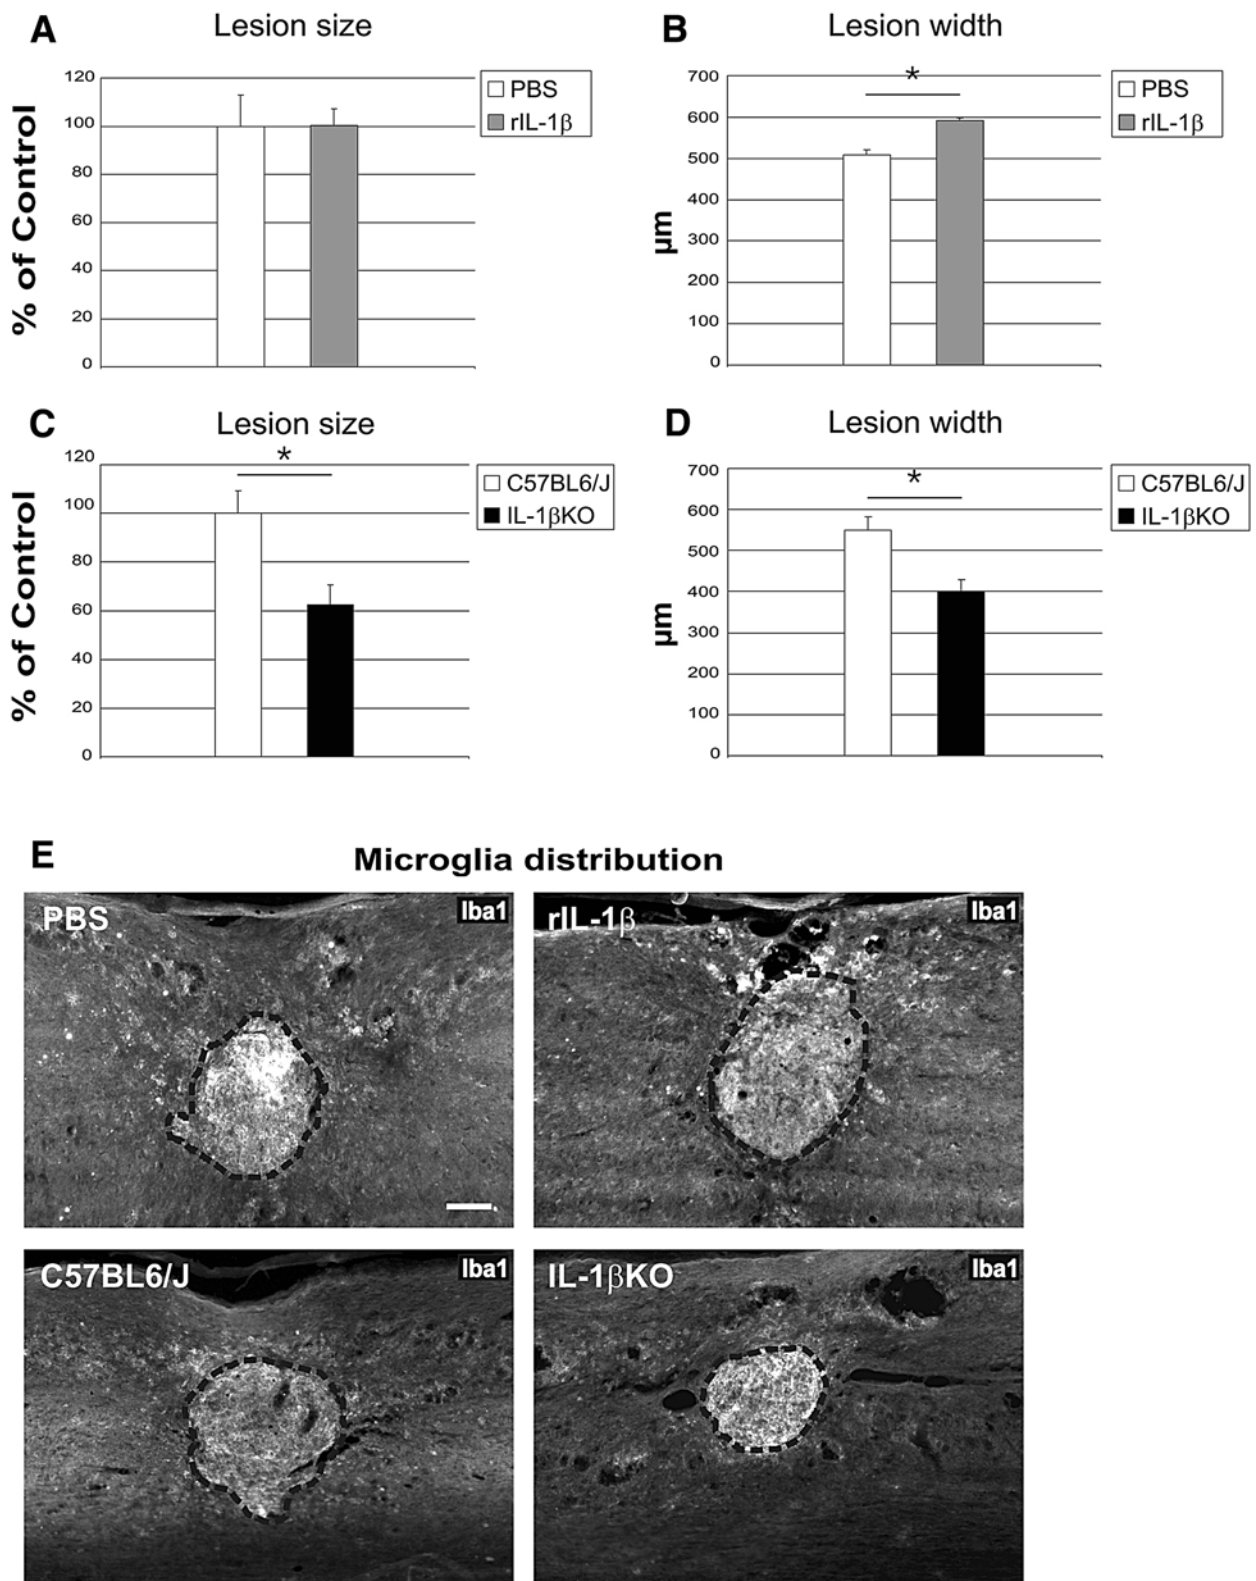 A
Lesion size
% of Control
120
100
80
60
40
20
0
PBS
rIL-1β
B
Lesion width
*
µm
700
600
500
400
300
200
100
0
PBS
rIL-1β
C
Lesion size
*
% of Control
120
100
80
60
40
20
0
C57BL6/J
IL-1βKO
D
Lesion width
*
µm
700
600
500
400
300
200
100
0
C57BL6/J
IL-1βKO
E
Microglia distribution
PBS
Iba1
rIL-1β
Iba1
C57BL6/J
Iba1
IL-1βKO
Iba1